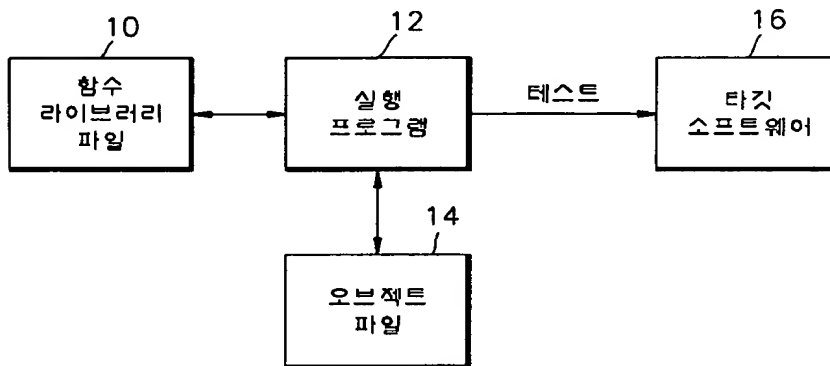 10
함수
라이브러리
파일
12
실행
프로그램
테스트
16
타깃
소프트웨어
14
오브젝트
파일